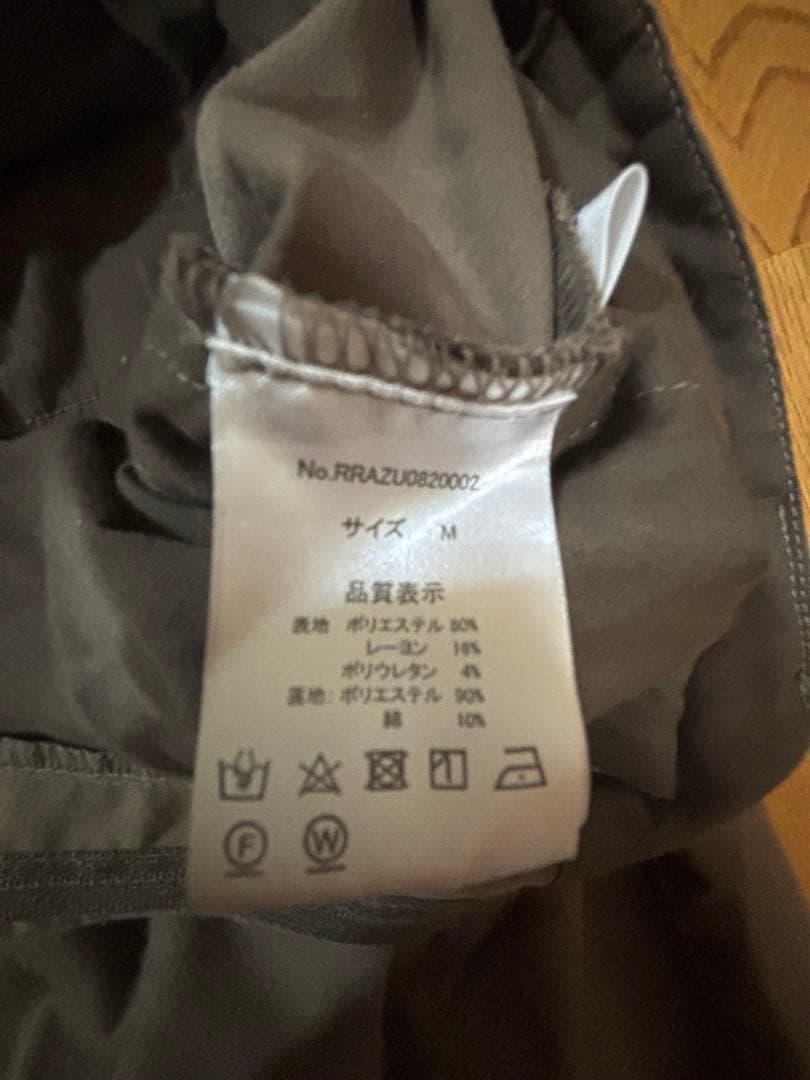 No.RRAZU0820002
サイズ M
品質表示
表地 ポリエステル 80%
レーヨン 16%
ポリウレタン 4%
裏地: ポリエステル 90%
綿 10%
F W